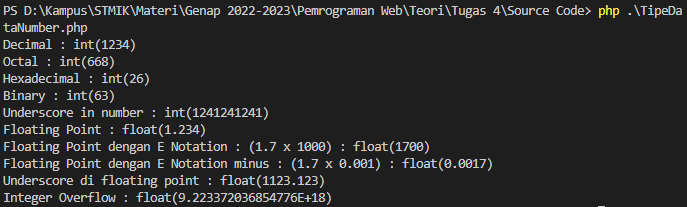 PS D:\Kampus\STMIK\Materi\Genap 2022-2023\Pemrograman Web\Teori\Tugas 4\Source Code> php .\TipeDa
taNumber.php
Decimal : int(1234)
Octal : int(668)
Hexadecimal : int(26)
Binary : int(63)
Underscore in number : int(1241241241)
Floating Point : float(1.234)
Floating Point dengan E Notation : (1.7 x 1000) : float(1700)
Floating Point dengan E Notation minus : (1.7 x 0.001) : float(0.0017)
Underscore di floating point : float(1123.123)
Integer Overflow : float(9.223372036854776E+18)